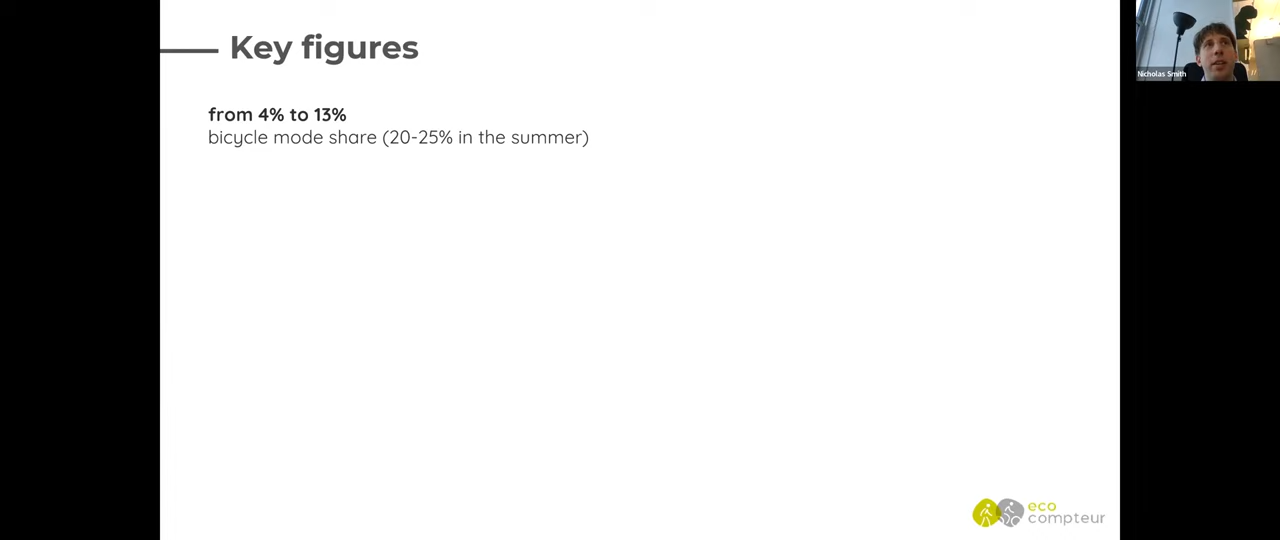 Key figures
from 4% to 13%
bicycle mode share (20-25% in the summer)
Nicholas Smith
eco
compteur